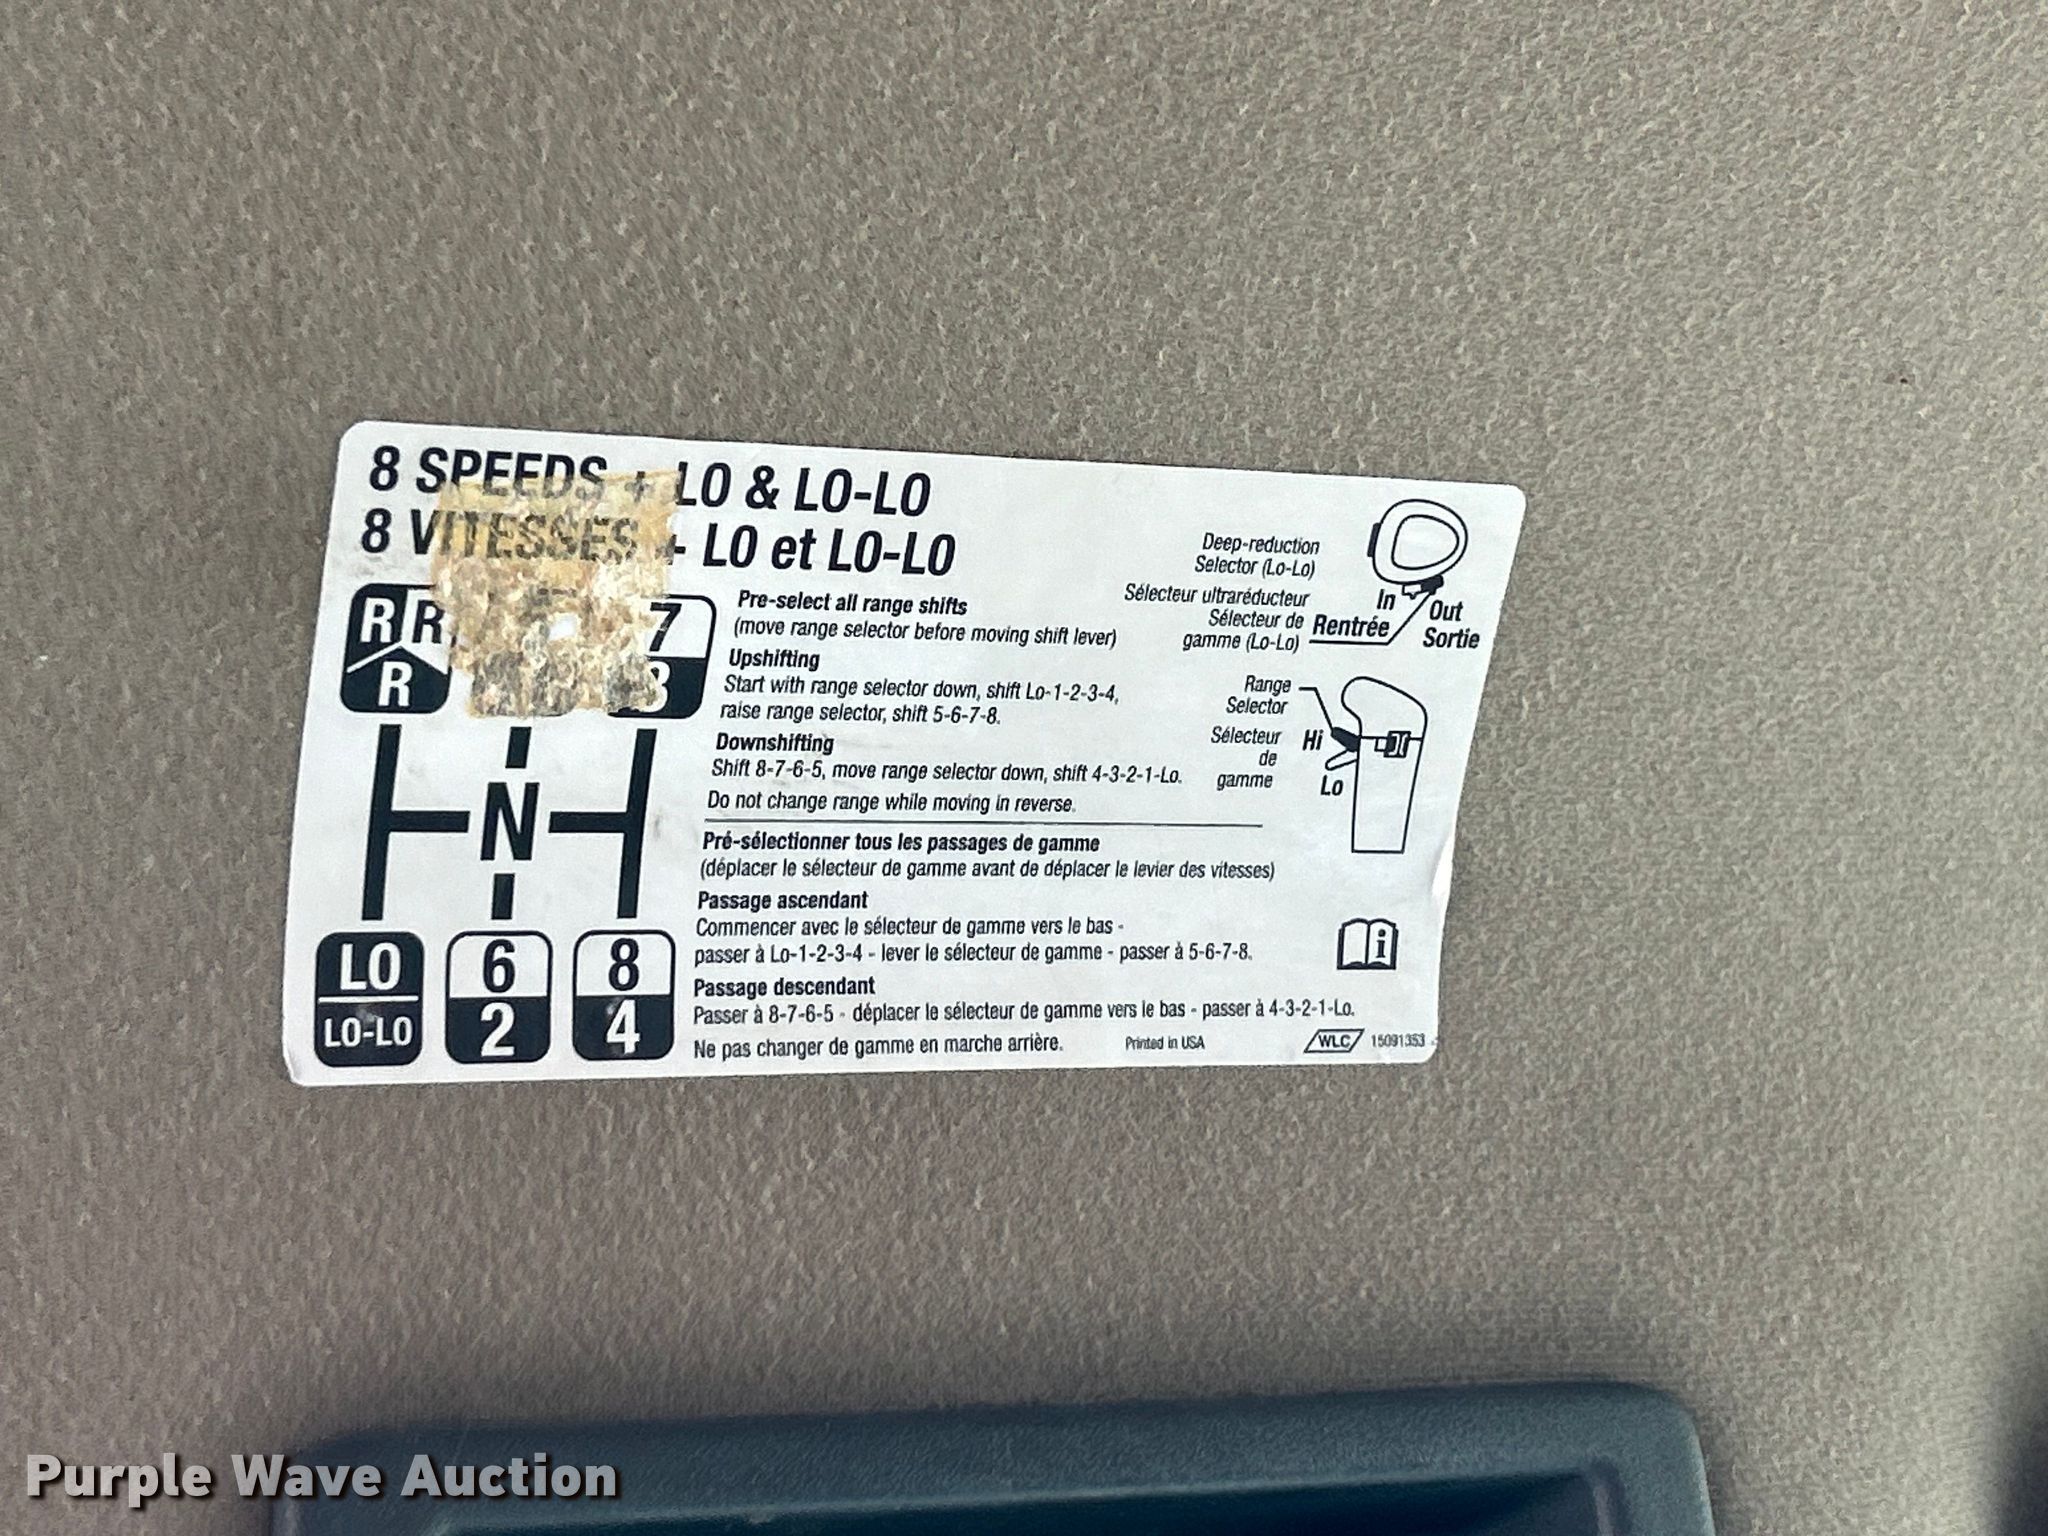 8 SPEEDS + LO & LO-LO
8 VITESSES + LO et LO-LO
R R
R
7
3
N
LO
LO-LO
6
2
8
4
Pre-select all range shifts
(move range selector before moving shift lever)
Upshifting
Start with range selector down, shift Lo-1-2-3-4,
raise range selector, shift 5-6-7-8.
Downshifting
Shift 8-7-6-5, move range selector down, shift 4-3-2-1-Lo.
Do not change range while moving in reverse.
Pré-sélectionner tous les passages de gamme
(déplacer le sélecteur de gamme avant de déplacer le levier des vitesses)
Passage ascendant
Commencer avec le sélecteur de gamme vers le bas -
passer à Lo-1-2-3-4 - lever le sélecteur de gamme - passer à 5-6-7-8.
Passage descendant
Passer à 8-7-6-5 - déplacer le sélecteur de gamme vers le bas - passer à 4-3-2-1-Lo.
Ne pas changer de gamme en marche arrière.
Printed in USA
WLC 15091353
Deep-reduction
Selector (Lo-Lo)
Sélecteur ultraréducteur
Sélecteur de
gamme (Lo-Lo)
In
Rentrée
Out
Sortie
Range
Selector
Sélecteur
de
gamme
Hi
Lo
i
Purple Wave Auction